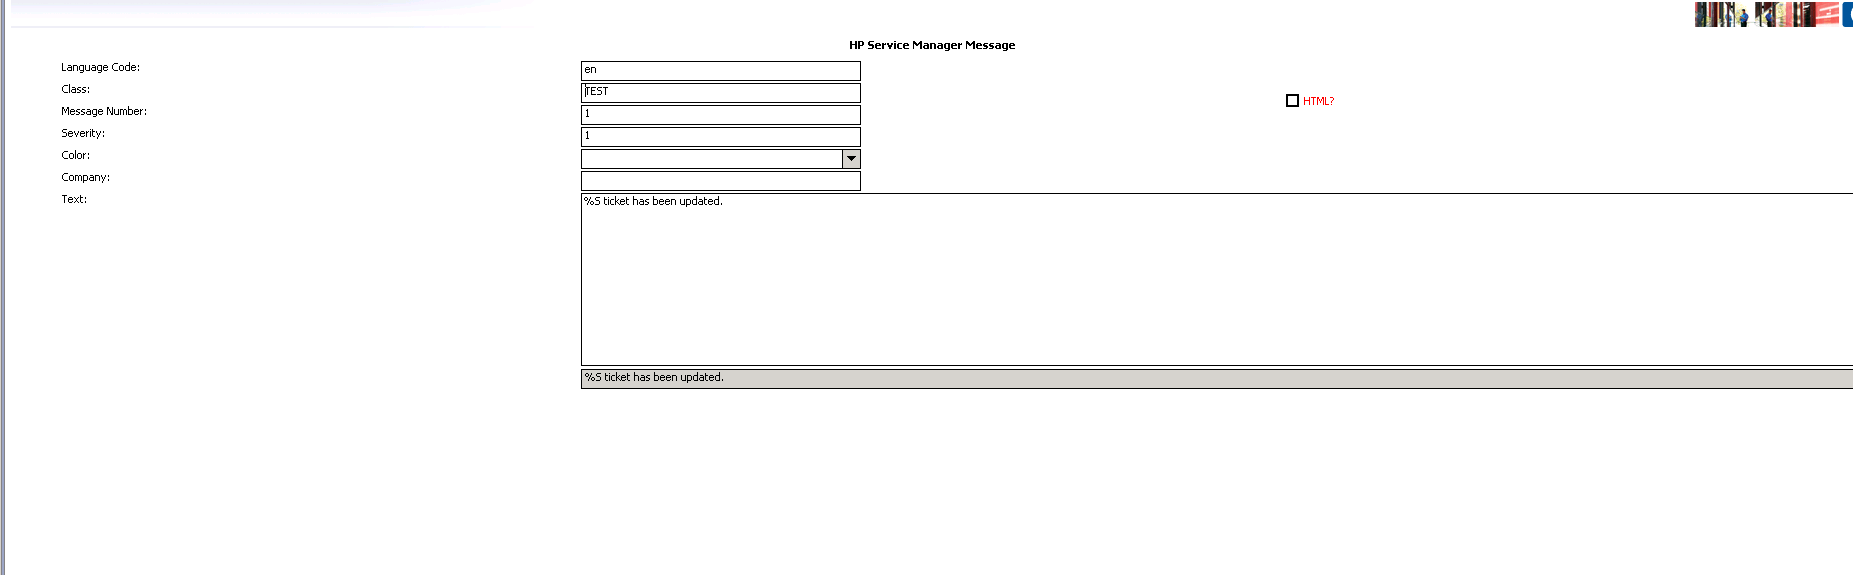 HP Service Manager Message
Language Code: en
Class: TEST
HTML?
Message Number: 1
Severity: 1
Color:
Company:
Text: %S ticket has been updated.
%S ticket has been updated.